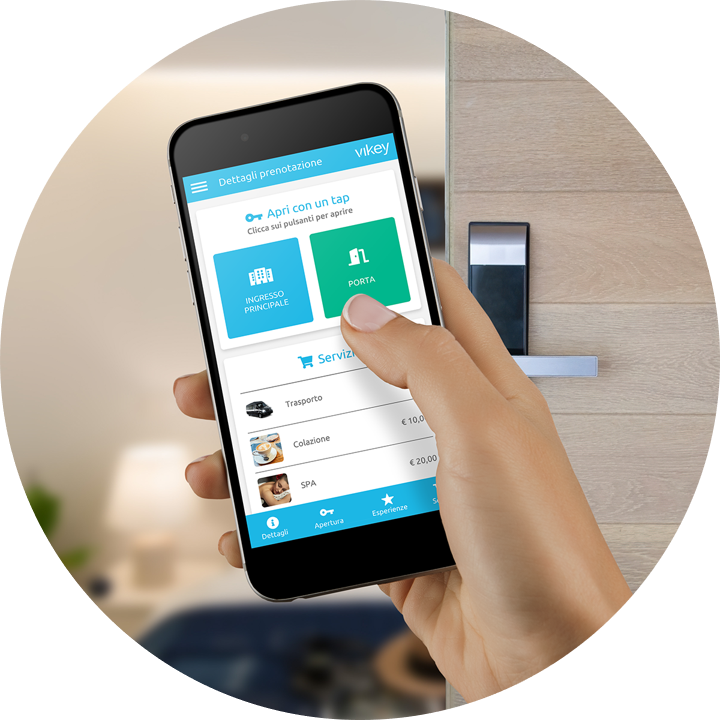 vikey
Dettagli prenotazione
Apri con un tap
Clicca sui pulsanti per aprire
INGRESSO
PRINCIPALE
PORTA
Servizi
Trasporto
€ 10,0
Colazione
€ 20,00
SPA
Dettagli
Apertura
Esperienze